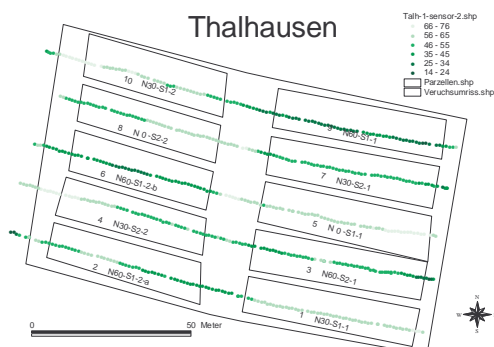 Thalhausen
Talh-1-sensor-2.shp
66 - 76
56 - 65
46 - 55
35 - 45
25 - 34
14 - 24
Parzellen.shp
Veruchsumriss.shp
10 N30-S1-2
9 N60-S1-1
8 N 0 -S2-2
7 N30-S2-1
6 N60-S1-2-b
5 N 0 -S1-1
4 N30-S2-2
3 N60-S2-1
2 N60-S1-2-a
1 N30-S1-1
0 50 Meter
N
W E
S